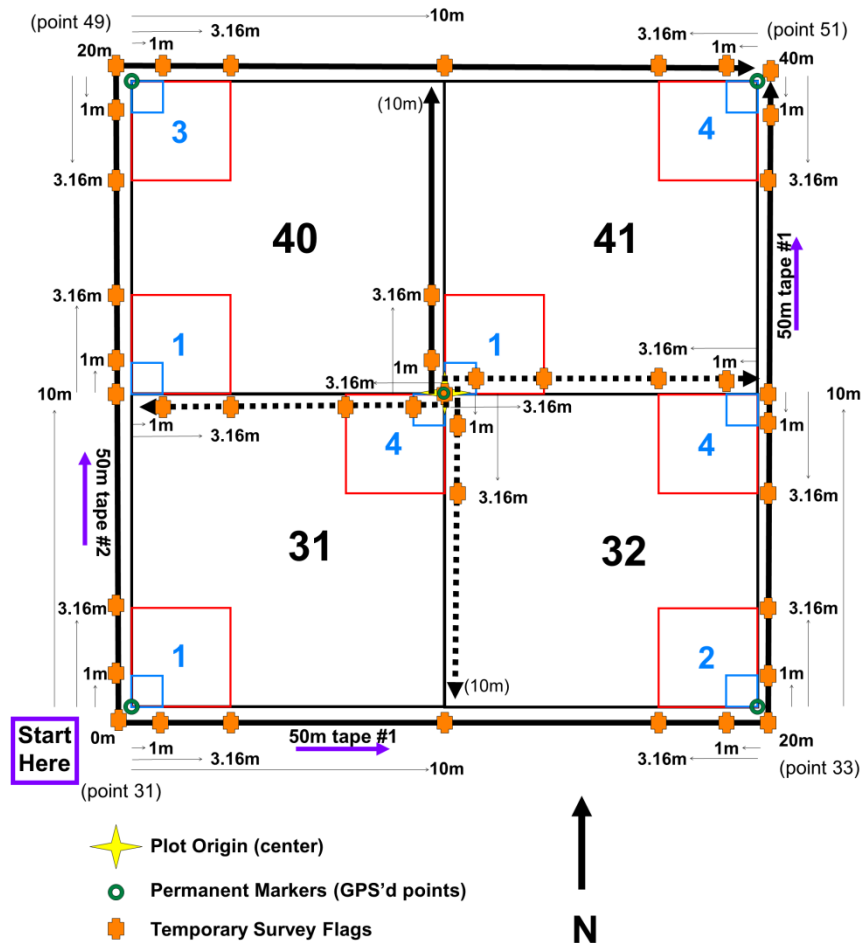 (point 49)
10m
3.16m
3.16m
(point 51)
20m
1m
1m
40m
1m
(10m)
1m
3
4
3.16m
3.16m
40
41
50m tape #1
3.16m
3.16m
1
1
3.16m
1m
1m
3.16m
1m
10m
3.16m
10m
1m
3.16m
1m
1m
3.16m
4
4
50m tape #2
3.16m
3.16m
31
32
3.16m
3.16m
1
2
1m
(10m)
1m
Start
Here
0m
1m
50m tape #1
1m
20m
3.16m
10m
3.16m
(point 33)
(point 31)
Plot Origin (center)
Permanent Markers (GPS'd points)
Temporary Survey Flags
N